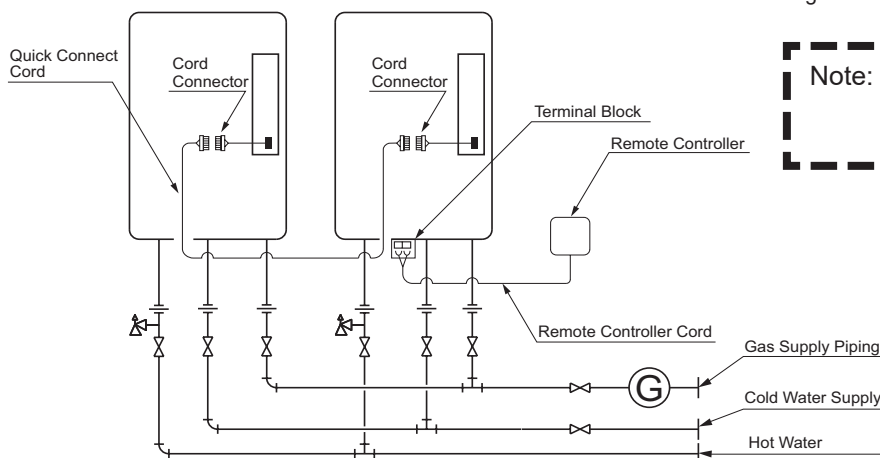 Quick Connect
Cord
Cord
Connector
Cord
Connector
Terminal Block
Remote Controller
Note:
Remote Controller Cord
Gas Supply Piping
G
Cold Water Supply
Hot Water